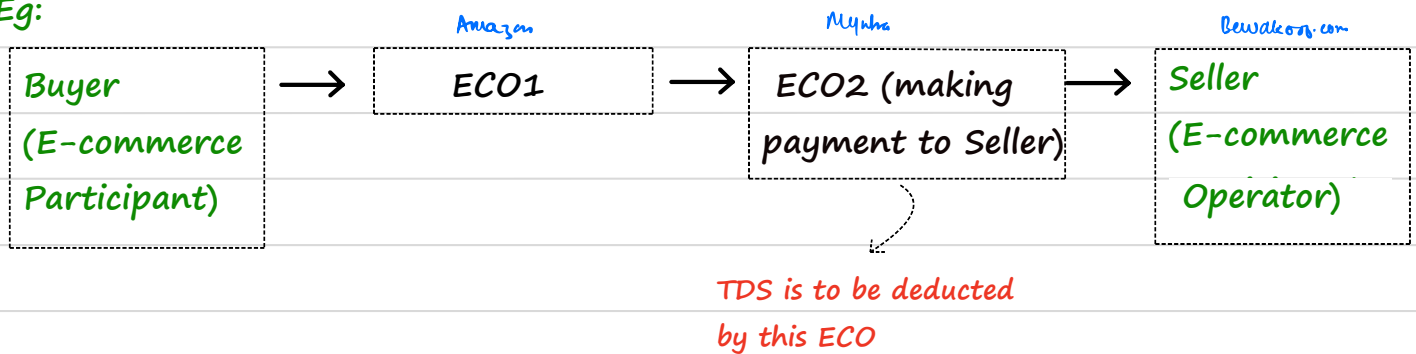 Eg:
Amazon
Myntra
Bewakoof.com
Buyer
(E-commerce
Participant)
ECO1
ECO2 (making
payment to Seller)
Seller
(E-commerce
Operator)
TDS is to be deducted
by this ECO